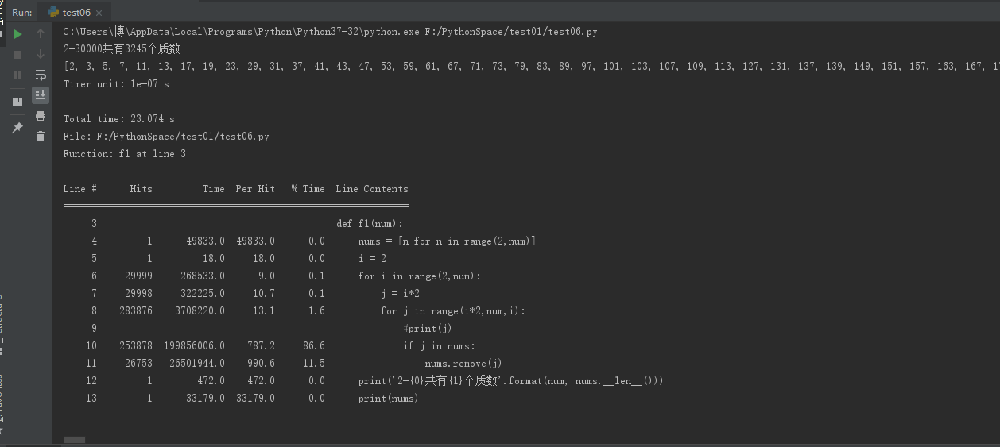 Run: test06
C:\Users\博\AppData\Local\Programs\Python\Python37-32\python.exe F:/PythonSpace/test01/test06.py
2-30000共有3245个质数
[2, 3, 5, 7, 11, 13, 17, 19, 23, 29, 31, 37, 41, 43, 47, 53, 59, 61, 67, 71, 73, 79, 83, 89, 97, 101, 103, 107, 109, 113, 127, 131, 137, 139, 149, 151, 157, 163, 167,
Timer unit: 1e-07 s
Total time: 23.074 s
File: F:/PythonSpace/test01/test06.py
Function: f1 at line 3
Line # Hits Time Per Hit % Time Line Contents
==============================================================
3 def f1(num):
4 1 49833.0 49833.0 0.0 nums = [n for n in range(2,num)]
5 1 18.0 18.0 0.0 i = 2
6 29999 268533.0 9.0 0.1 for i in range(2,num):
7 29998 322225.0 10.7 0.1 j = i*2
8 283876 3708220.0 13.1 1.6 for j in range(i*2,num,i):
9 #print(j)
10 253878 199856006.0 787.2 86.6 if j in nums:
11 26753 26501944.0 990.6 11.5 nums.remove(j)
12 1 472.0 472.0 0.0 print('2-{0}共有{1}个质数'.format(num, nums.__len__()))
13 1 33179.0 33179.0 0.0 print(nums)